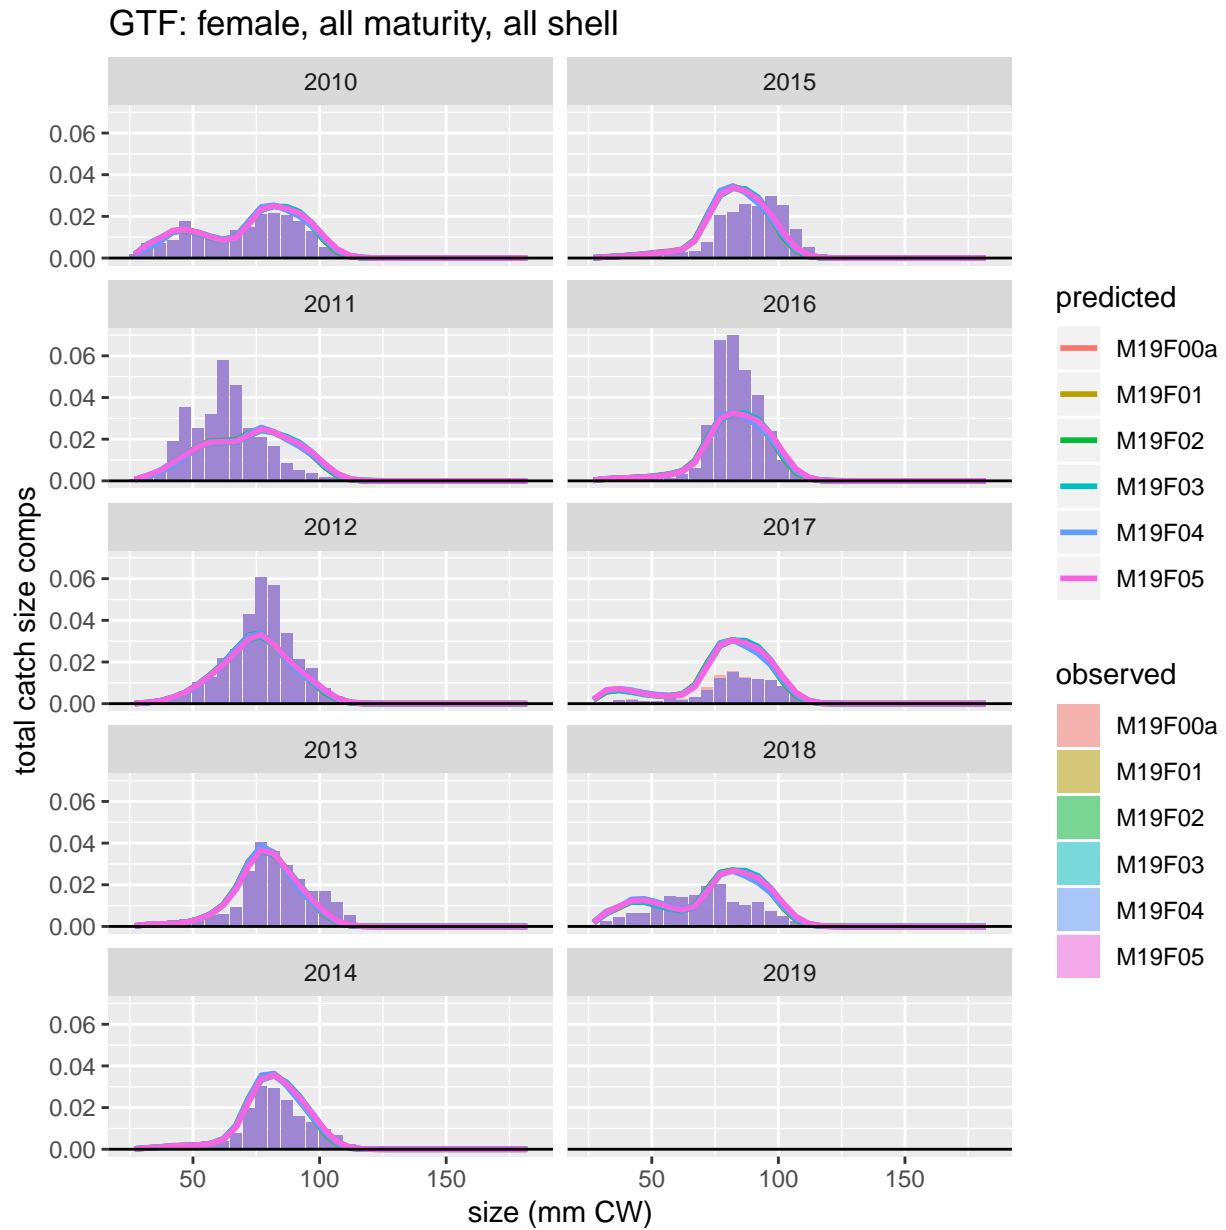 GTF: female, all maturity, all shell
total catch size comps
2010
2015
0.06
0.04
0.02
0.00
2011
2016
0.06
0.04
0.02
0.00
2012
2017
0.06
0.04
0.02
0.00
2013
2018
0.06
0.04
0.02
0.00
2014
2019
0.06
0.04
0.02
0.00
50 100 150
50 100 150
size (mm CW)
predicted
M19F00a
M19F01
M19F02
M19F03
M19F04
M19F05
observed
M19F00a
M19F01
M19F02
M19F03
M19F04
M19F05